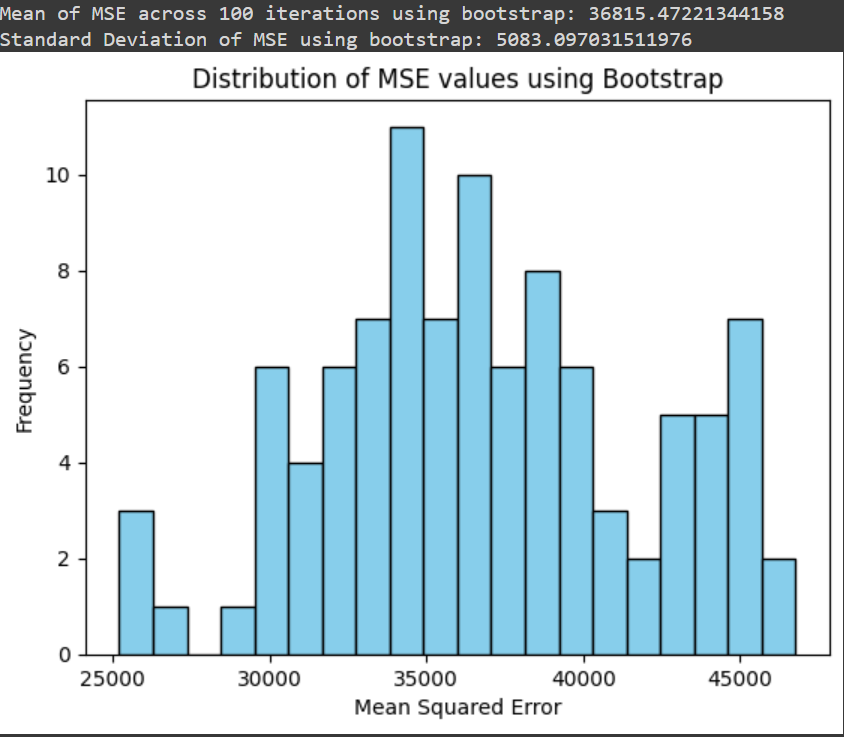 Mean of MSE across 100 iterations using bootstrap: 36815.47221344158
Standard Deviation of MSE using bootstrap: 5083.097031511976
Distribution of MSE values using Bootstrap
10
8
6
4
2
0
Frequency
25000 30000 35000 40000 45000
Mean Squared Error